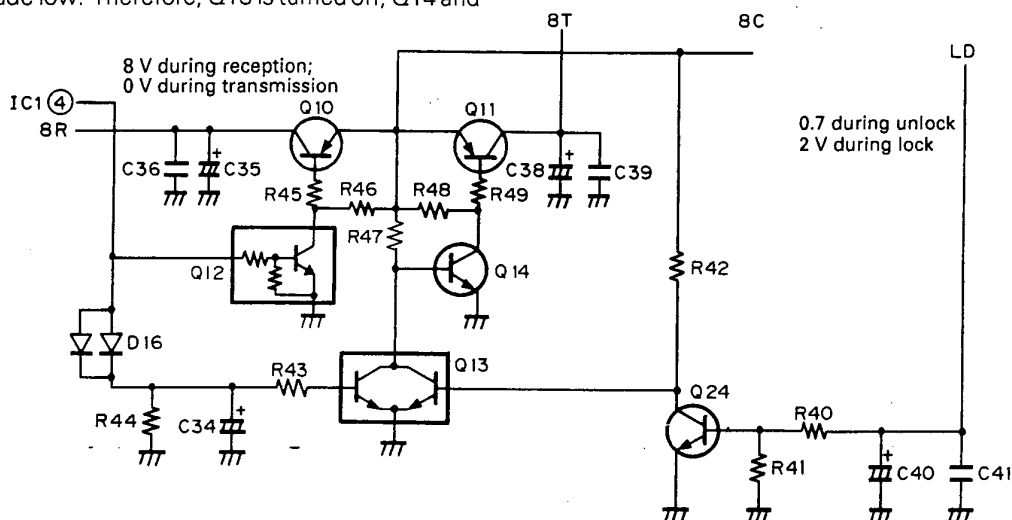 ade low. Therefore, Q13 is turned on, Q14 and
8T
8C
LD
8 V during reception;
0 V during transmission
IC1 ④
8R
Q10
Q11
0.7 during unlock
2 V during lock
C36
C35
C38
C39
R45
R46
R48
R49
R47
Q12
Q14
R42
D16
R43
Q13
Q24
R44
C34
R40
R41
C40
C41